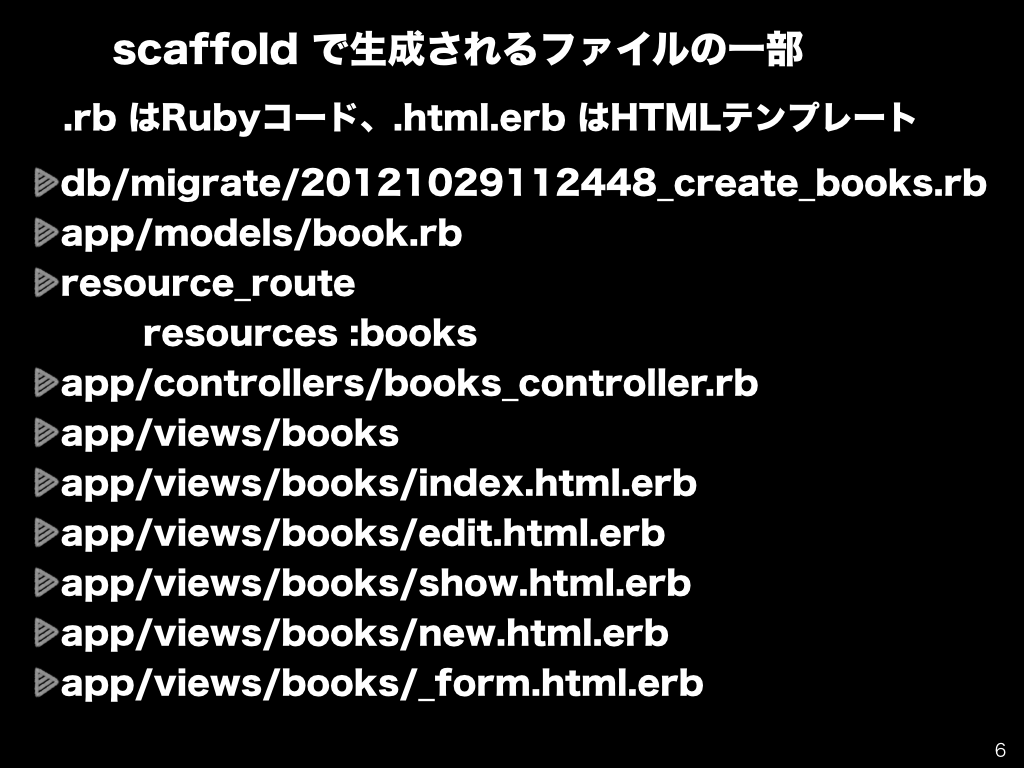 scaffold で生成されるファイルの一部
.rb はRubyコード、.html.erb はHTMLテンプレート
db/migrate/20121029112448_create_books.rb
app/models/book.rb
resource_route
resources :books
app/controllers/books_controller.rb
app/views/books
app/views/books/index.html.erb
app/views/books/edit.html.erb
app/views/books/show.html.erb
app/views/books/new.html.erb
app/views/books/_form.html.erb
6